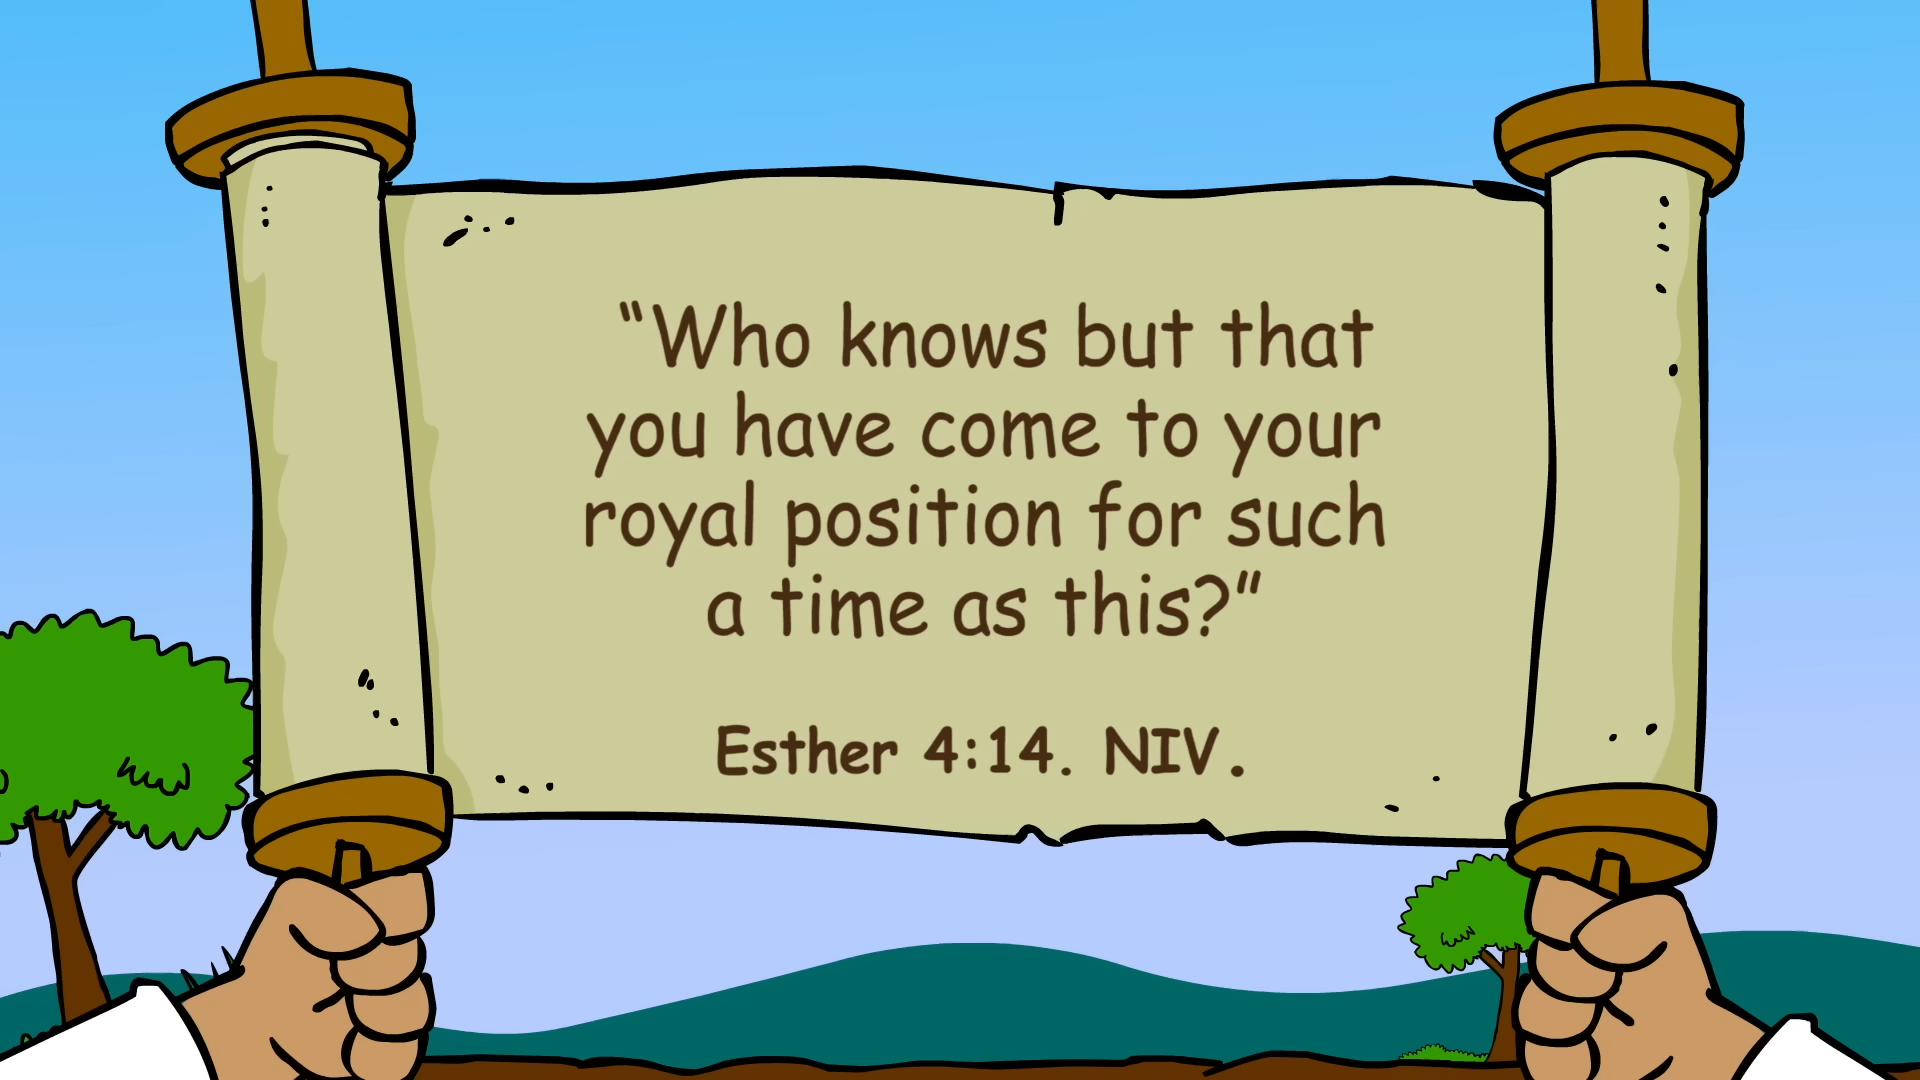 “Who knows but that
you have come to your
royal position for such
a time as this?”
Esther 4:14. NIV.